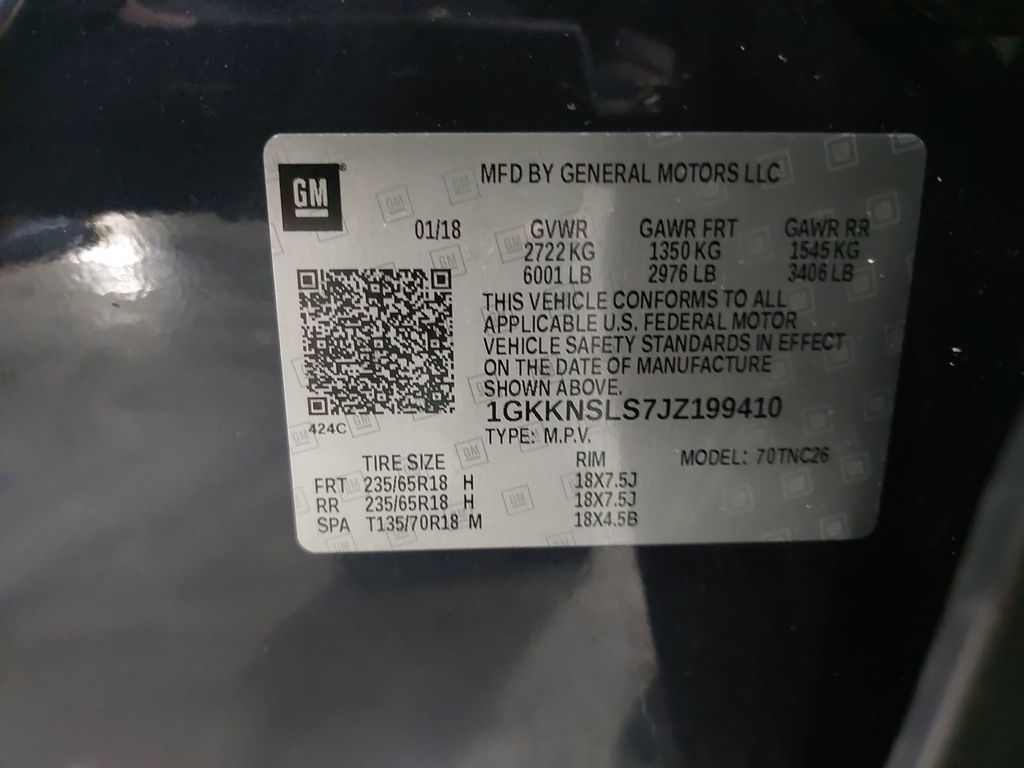 GM
MFD BY GENERAL MOTORS LLC
01/18 GVWR GAWR FRT GAWR RR
2722 KG 1350 KG 1545 KG
6001 LB 2976 LB 3406 LB
THIS VEHICLE CONFORMS TO ALL
APPLICABLE U.S. FEDERAL MOTOR
VEHICLE SAFETY STANDARDS IN EFFECT
ON THE DATE OF MANUFACTURE
SHOWN ABOVE.
1GKKNSLS7JZ199410
424C
TYPE: M.P.V.
TIRE SIZE RIM MODEL: 70TNC26
FRT 235/65R18 H 18X7.5J
RR 235/65R18 H 18X7.5J
SPA T135/70R18 M 18X4.5B